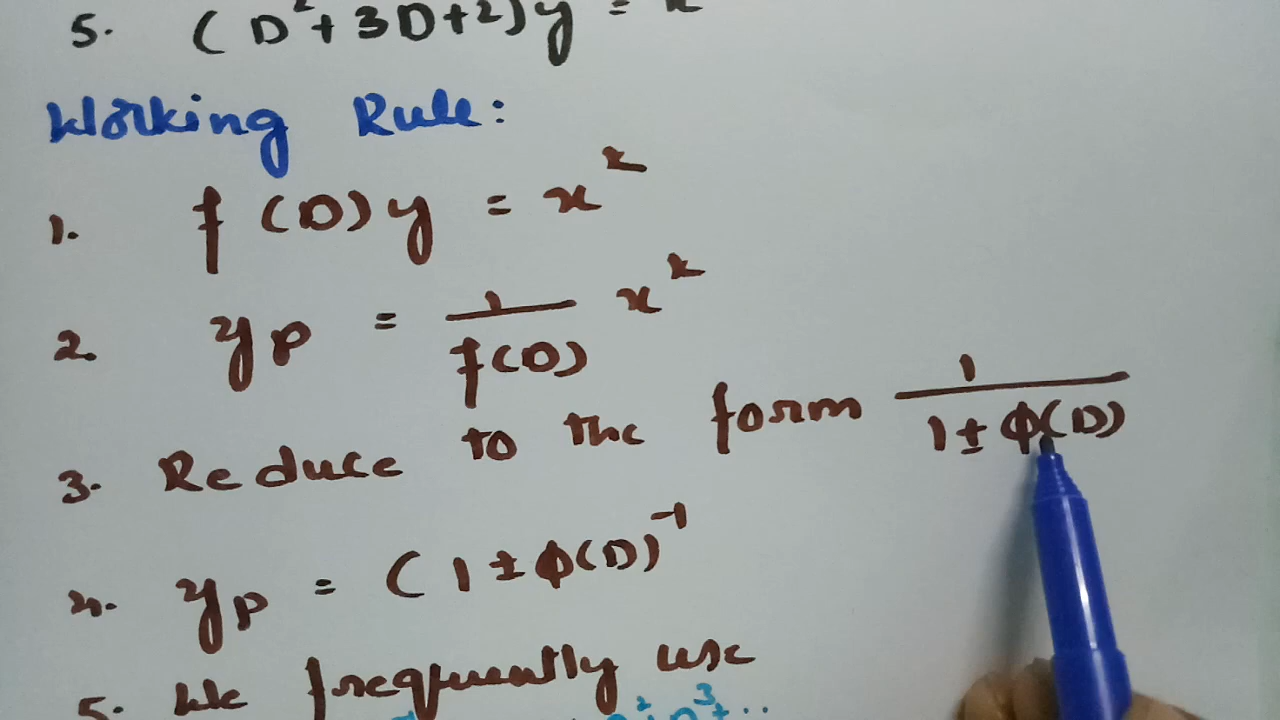 5. (D²+3D+2)y =
Working Rule:
1. f(D)y = x^k
2. yp = 1/f(D) x^k
3. Reduce to the form 1/(1±ϕ(D))
4. yp = (1±ϕ(D)^-1
5. We frequently use